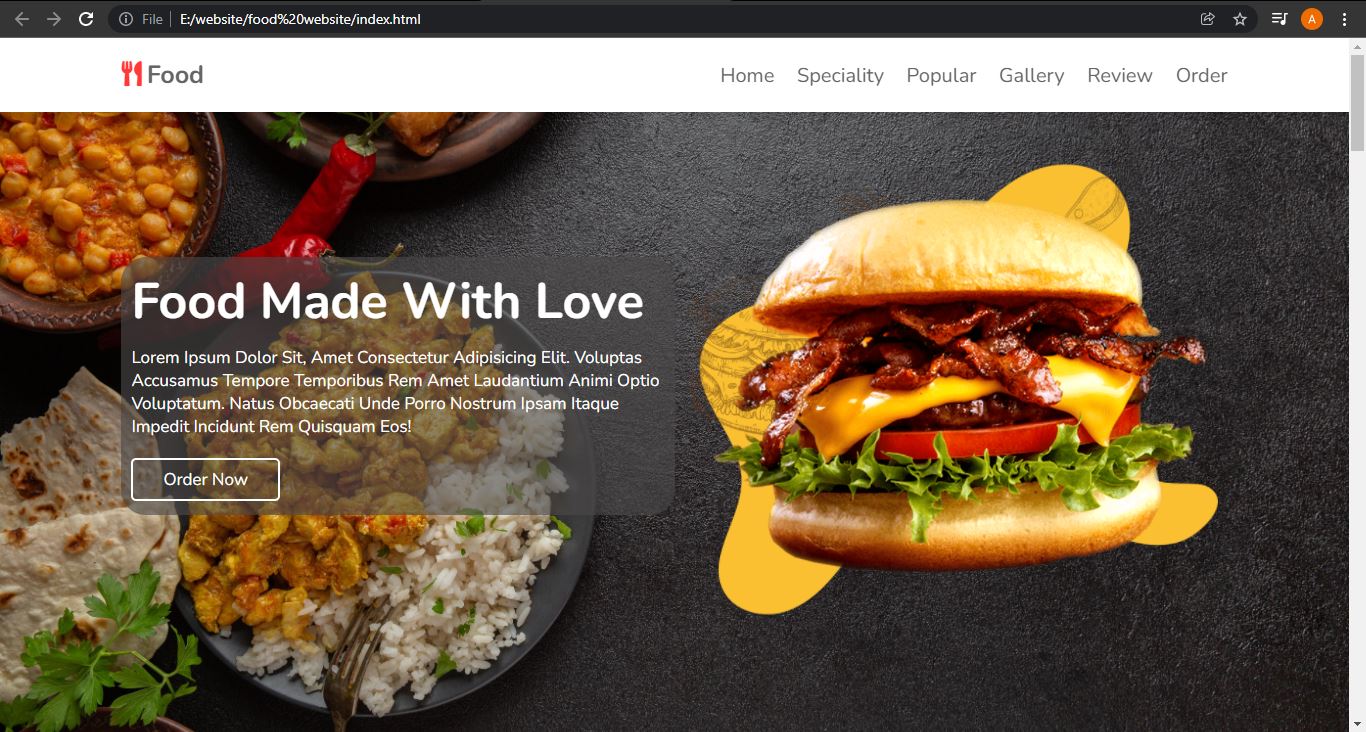 File E:/website/food%20website/index.html
A
Food
Home Speciality Popular Gallery Review Order
Food Made With Love
Lorem Ipsum Dolor Sit, Amet Consectetur Adipisicing Elit. Voluptas
Accusamus Tempore Temporibus Rem Amet Laudantium Animi Optio
Voluptatum. Natus Obcaecati Unde Porro Nostrum Ipsam Itaque
Impedit Incidunt Rem Quisquam Eos!
Order Now